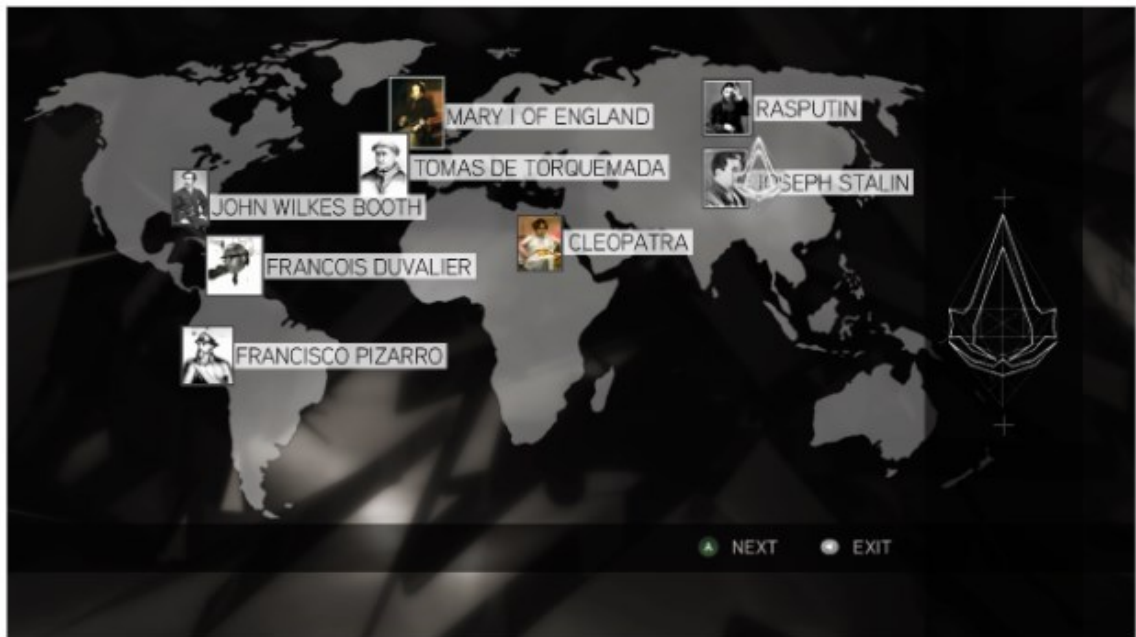 MARY I OF ENGLAND
RASPUTIN
TOMAS DE TORQUEMADA
JOSEPH STALIN
JOHN WILKES BOOTH
CLEOPATRA
FRANCOIS DUVALIER
FRANCISCO PIZARRO
A NEXT
EXIT